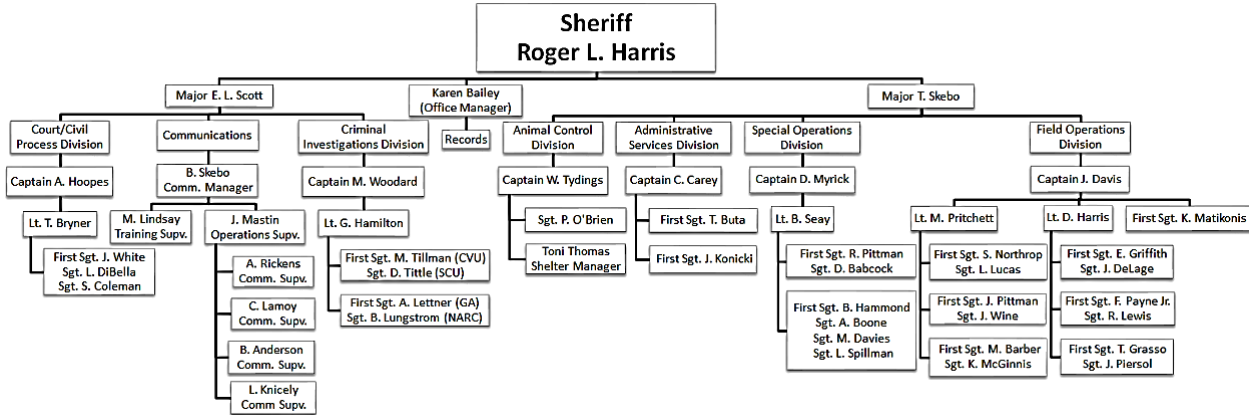 Sheriff
Roger L. Harris
Major E. L. Scott
Karen Bailey
(Office Manager)
Major T. Skebo
Court/Civil
Process Division
Communications
Criminal
Investigations Division
Records
Animal Control
Division
Administrative
Services Division
Special Operations
Division
Field Operations
Division
Captain A. Hoopes
B. Skebo
Comm. Manager
Captain M. Woodard
Captain W. Tydings
Captain C. Carey
Captain D. Myrick
Captain J. Davis
Lt. T. Bryner
M. Lindsay
Training Supv.
J. Mastin
Operations Supv.
Lt. G. Hamilton
Sgt. P. O'Brien
First Sgt. T. Buta
Lt. B. Seay
Lt. M. Pritchett
Lt. D. Harris
First Sgt. K. Matikonis
First Sgt. J. White
Sgt. L. DiBella
Sgt. S. Coleman
A. Rickens
Comm. Supv.
First Sgt. M. Tillman (CVU)
Sgt. D. Tittle (SCU)
Toni Thomas
Shelter Manager
First Sgt. J. Konicki
First Sgt. R. Pittman
Sgt. D. Babcock
First Sgt. S. Northrop
Sgt. L. Lucas
First Sgt. E. Griffith
Sgt. J. DeLage
C. Lamoy
Comm. Supv.
First Sgt. A. Lettner (GA)
Sgt. B. Lungstrom (NARC)
First Sgt. B. Hammond
Sgt. A. Boone
Sgt. M. Davies
Sgt. L. Spillman
First Sgt. J. Pittman
Sgt. J. Wine
First Sgt. F. Payne Jr.
Sgt. R. Lewis
B. Anderson
Comm. Supv.
First Sgt. M. Barber
Sgt. K. McGinnis
First Sgt. T. Grasso
Sgt. J. Piersol
L. Knicely
Comm Supv.